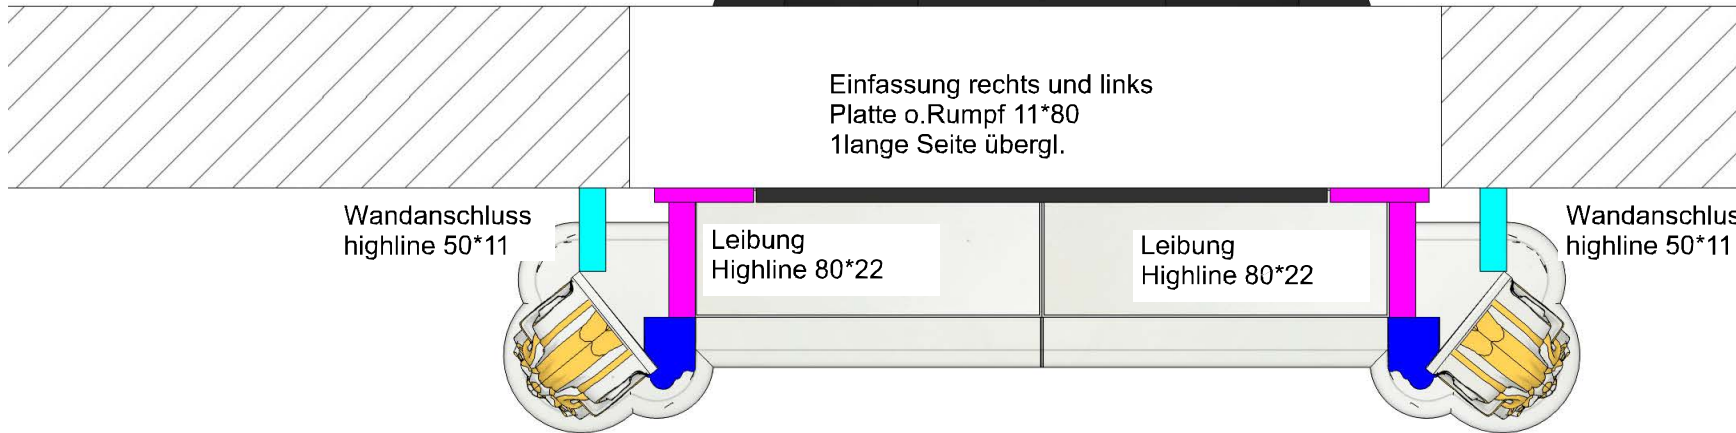 Einfassung rechts und links
Platte o.Rumpf 11*80
1lange Seite übergl.
Wandanschluss
highline 50*11
Leibung
Highline 80*22
Leibung
Highline 80*22
Wandanschlus
highline 50*11